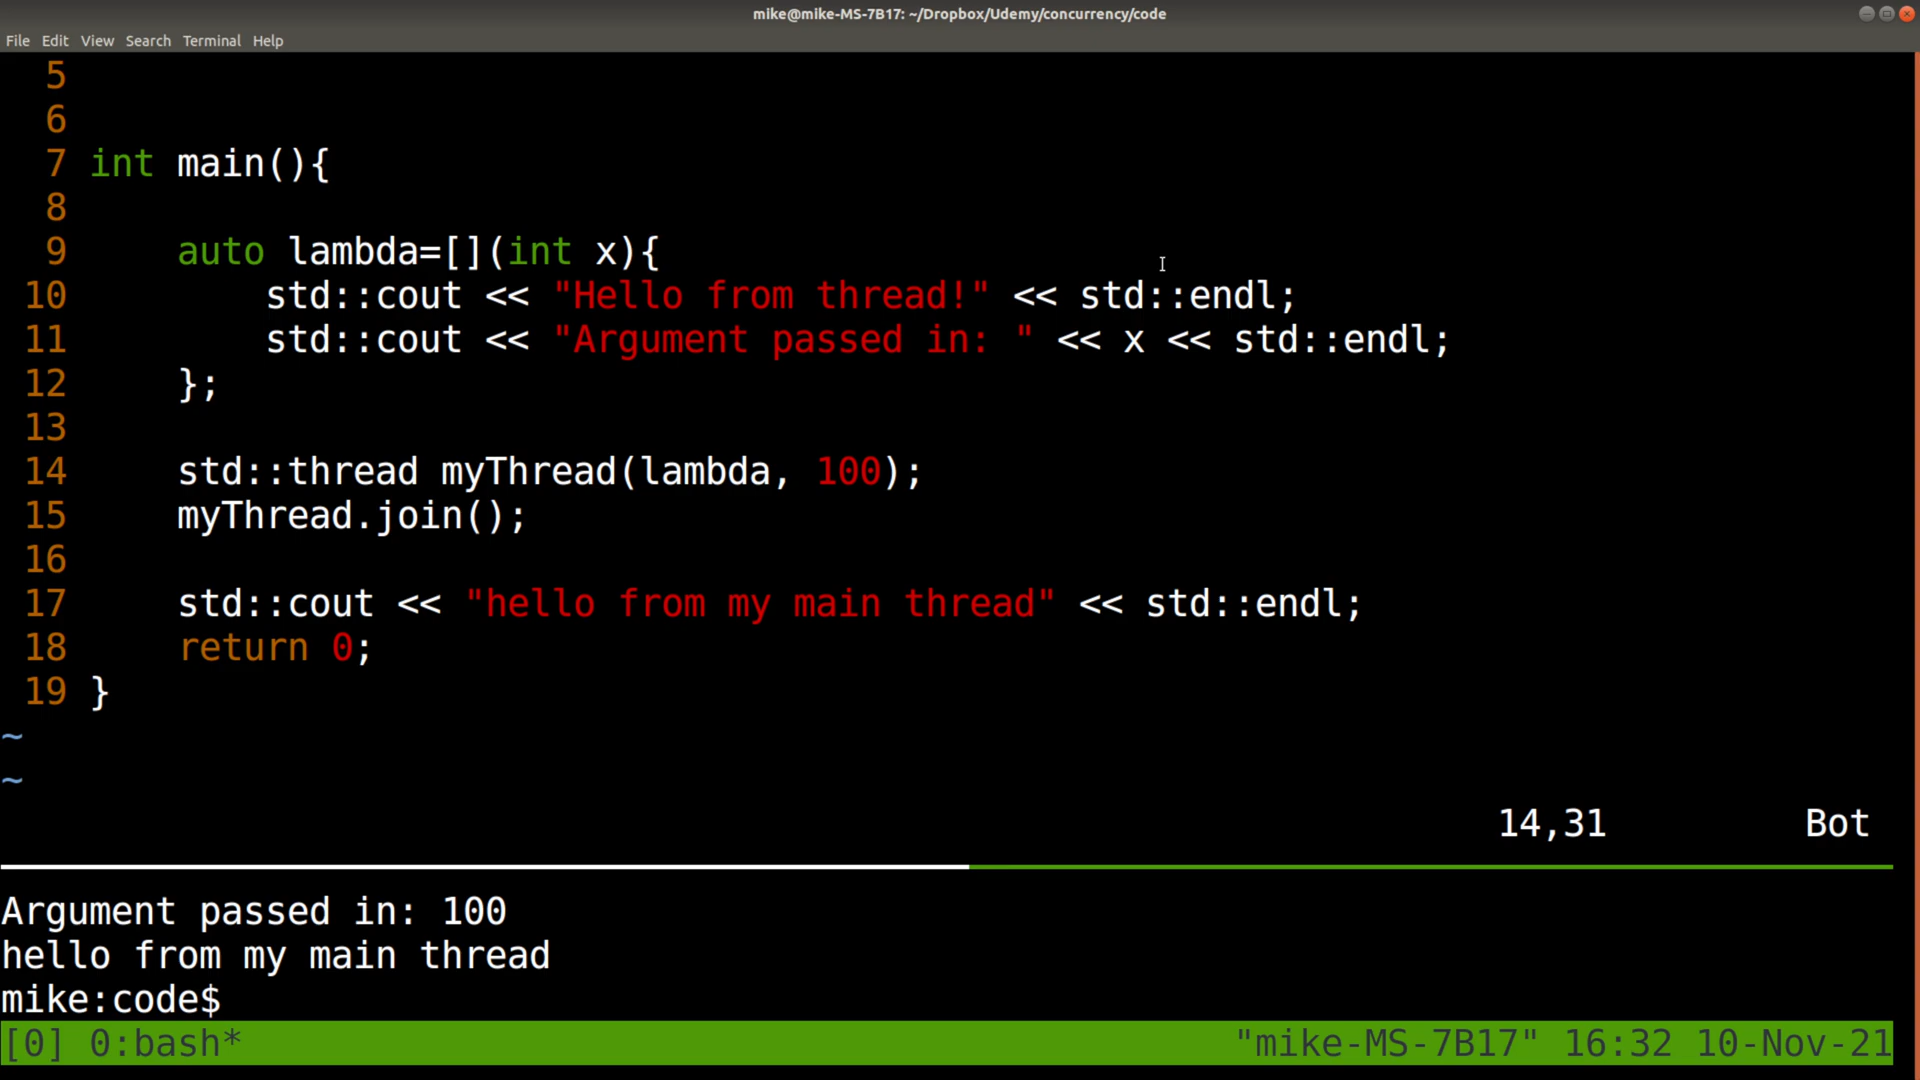 mike@mike-MS-7B17: ~/Dropbox/Udemy/concurrency/code
File Edit View Search Terminal Help
5
6
7 int main(){
8
9     auto lambda=[](int x){
10         std::cout << "Hello from thread!" << std::endl;
11         std::cout << "Argument passed in: " << x << std::endl;
12     };
13
14     std::thread myThread(lambda, 100);
15     myThread.join();
16
17     std::cout << "hello from my main thread" << std::endl;
18     return 0;
19 }
~
~
14,31 Bot
Argument passed in: 100
hello from my main thread
mike:code$
[0] 0:bash* "mike-MS-7B17" 16:32 10-Nov-21